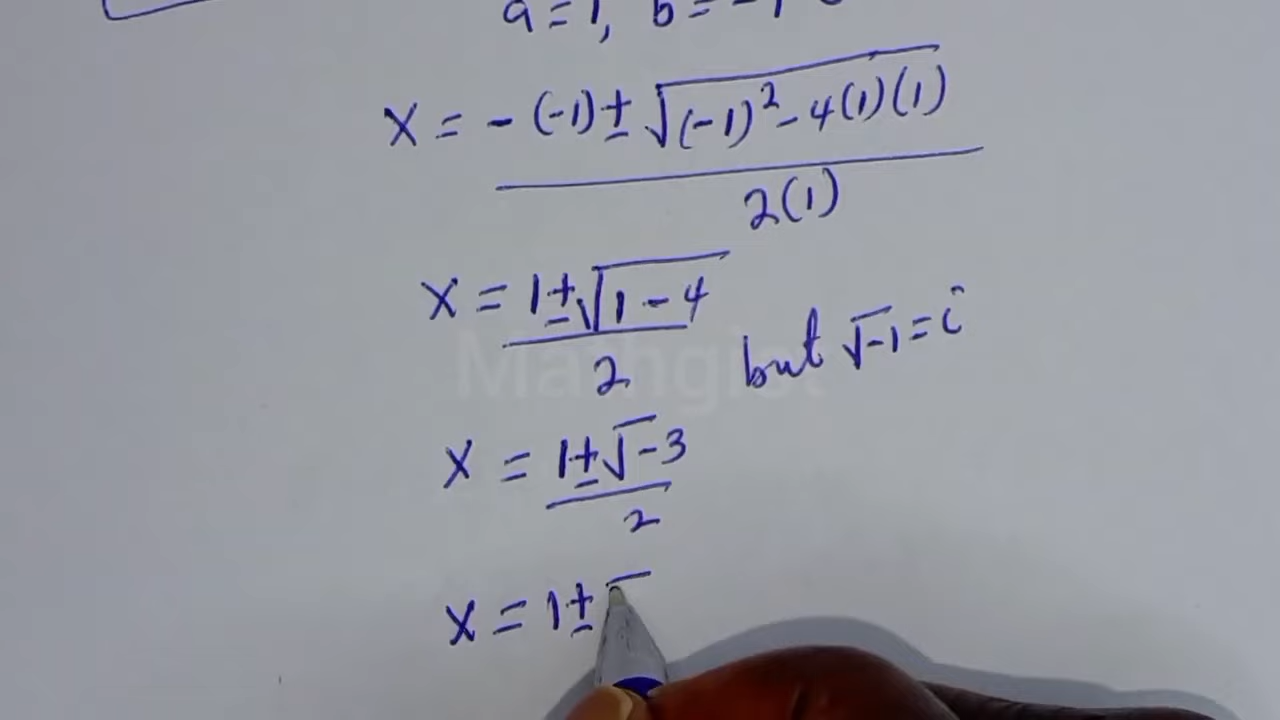 a = 1, b = -1
x = -(-1) ± √(-1)² - 4(1)(1)
2(1)
x = 1 ± √1 - 4
2
but √-1 = i
x = 1 ± √-3
2
x = 1 ± √